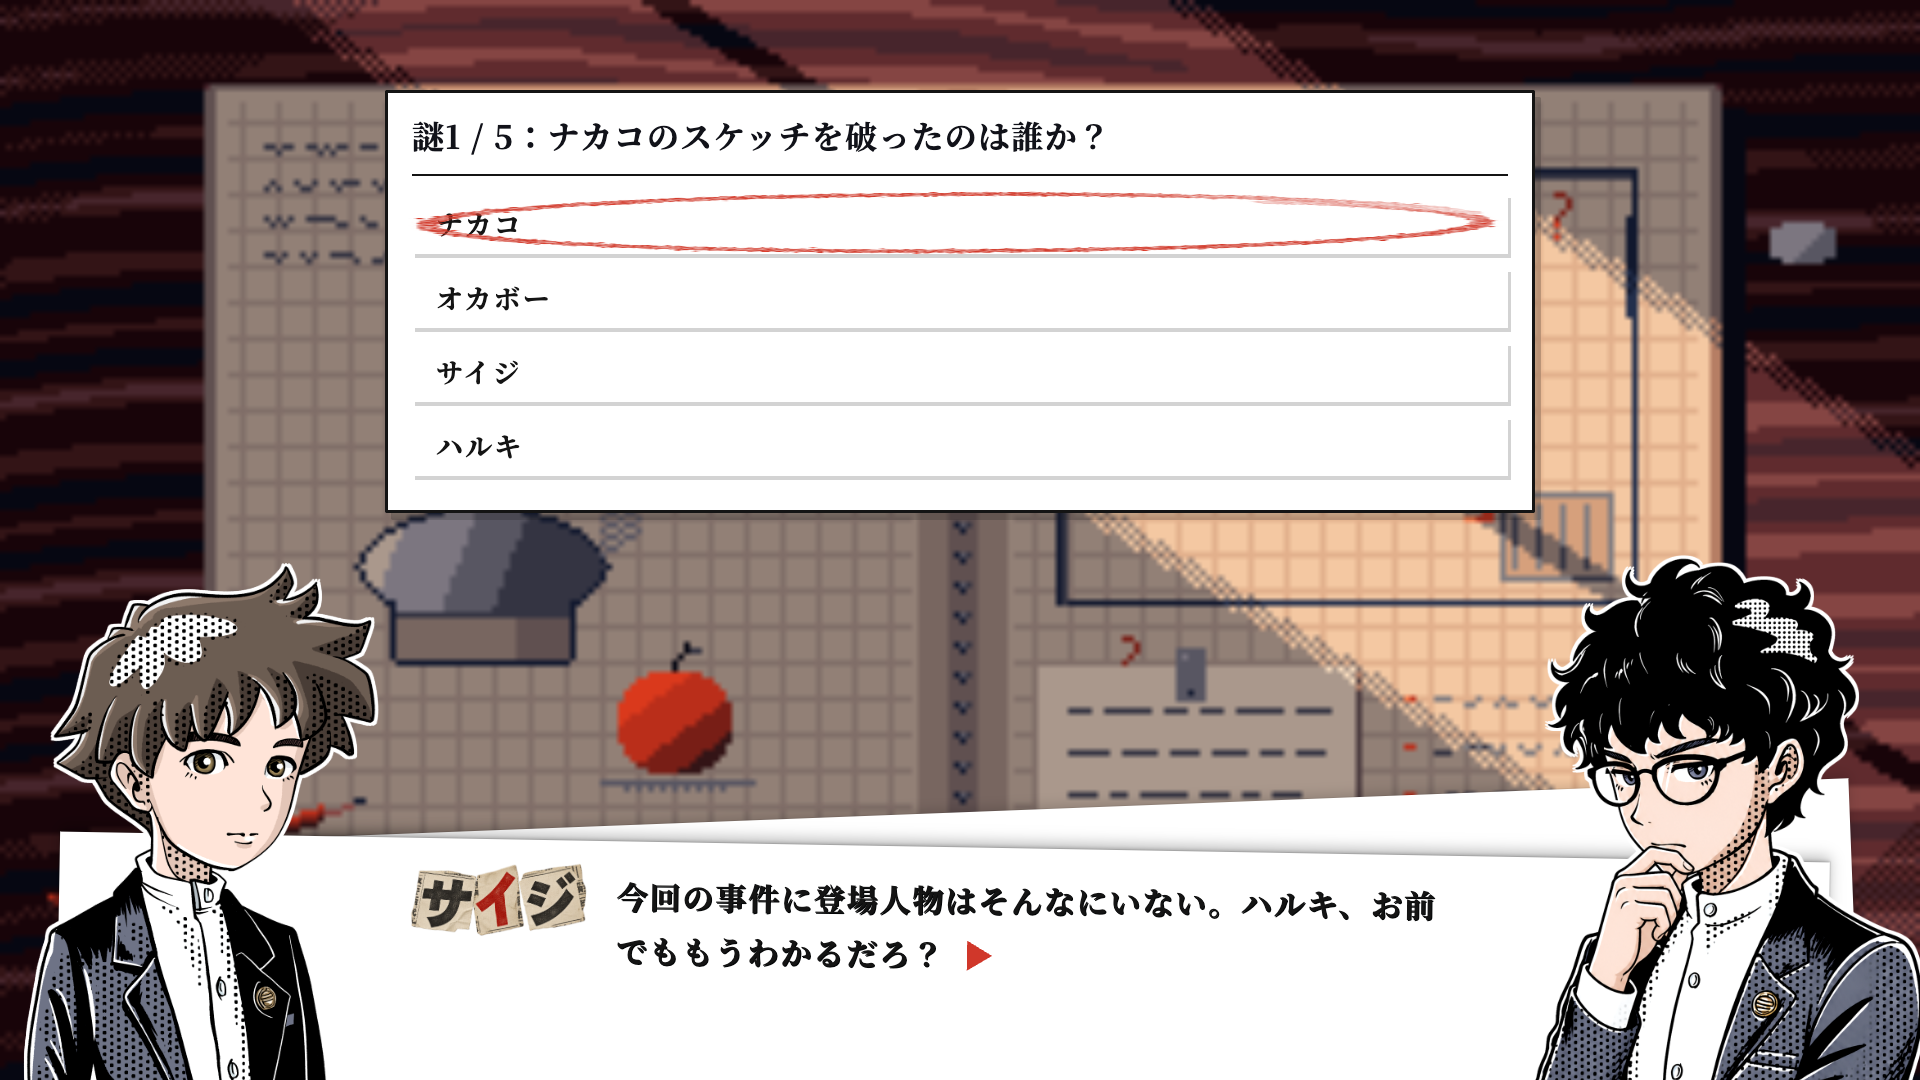 謎1 / 5：ナカコのスケッチを破ったのは誰か？
ナカコ
オカボー
サイジ
ハルキ
サイジ
今回の事件に登場人物はそんなにいない。ハルキ、お前
でももうわかるだろ？